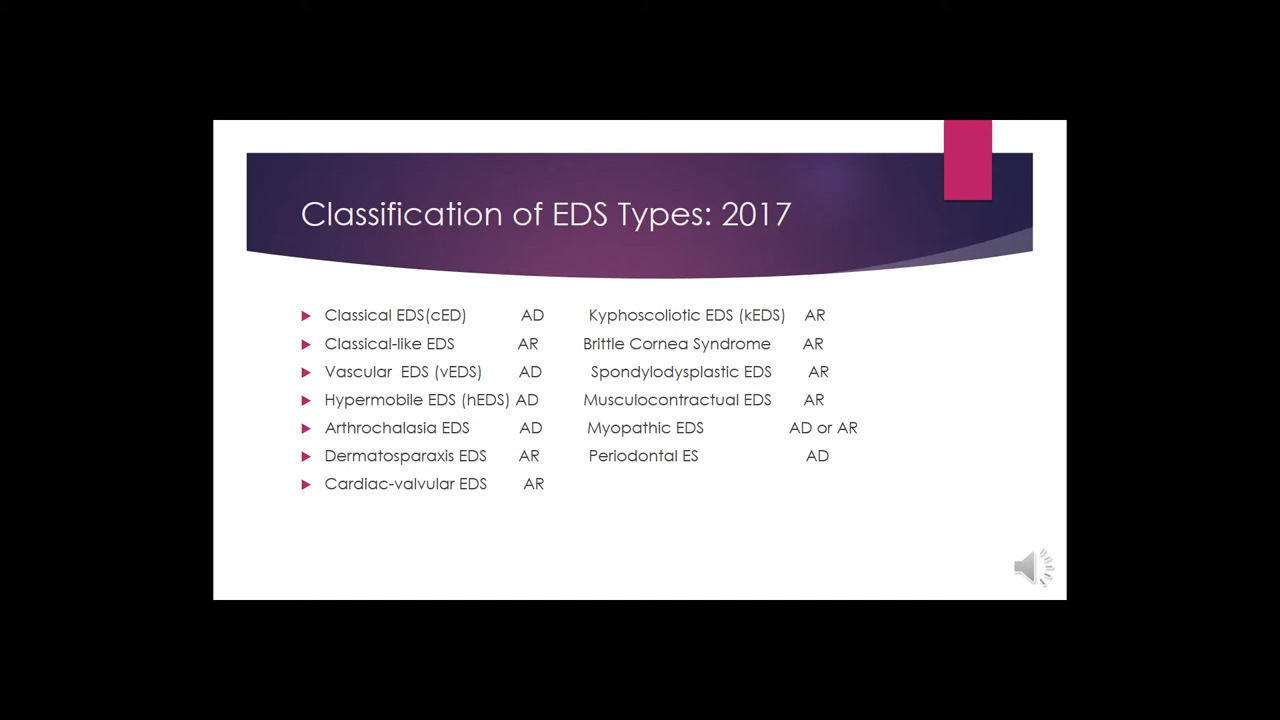 Classification of EDS Types: 2017
Classical EDS(cED) AD Kyphoscoliotic EDS (kEDS) AR
Classical-like EDS AR Brittle Cornea Syndrome AR
Vascular EDS (vEDS) AD Spondylodysplastic EDS AR
Hypermobile EDS (hEDS) AD Musculocontractual EDS AR
Arthrochalasia EDS AD Myopathic EDS AD or AR
Dermatosparaxis EDS AR Periodontal ES AD
Cardiac-valvular EDS AR